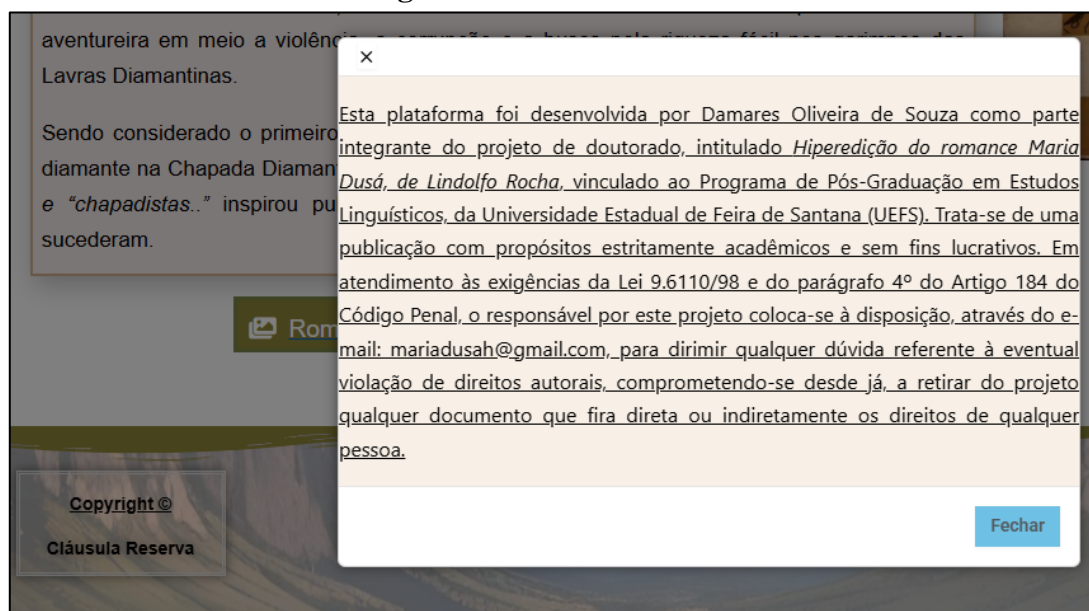 aventureira em meio a
Lavras Diamantinas.
Sendo considerado o primeiro
diamante na Chapada Diaman
e “chapadistas..” inspirou pu
sucederam.
Rom
Copyright ©
Cláusula Reserva
×
Esta plataforma foi desenvolvida por Damares Oliveira de Souza como parte
integrante do projeto de doutorado, intitulado Hiperedição do romance Maria
Dusá, de Lindolfo Rocha, vinculado ao Programa de Pós-Graduação em Estudos
Linguísticos, da Universidade Estadual de Feira de Santana (UEFS). Trata-se de uma
publicação com propósitos estritamente acadêmicos e sem fins lucrativos. Em
atendimento às exigências da Lei 9.6110/98 e do parágrafo 4º do Artigo 184 do
Código Penal, o responsável por este projeto coloca-se à disposição, através do e-
mail: mariadusah@gmail.com, para dirimir qualquer dúvida referente à eventual
violação de direitos autorais, comprometendo-se desde já, a retirar do projeto
qualquer documento que fira direta ou indiretamente os direitos de qualquer
pessoa.
Fechar